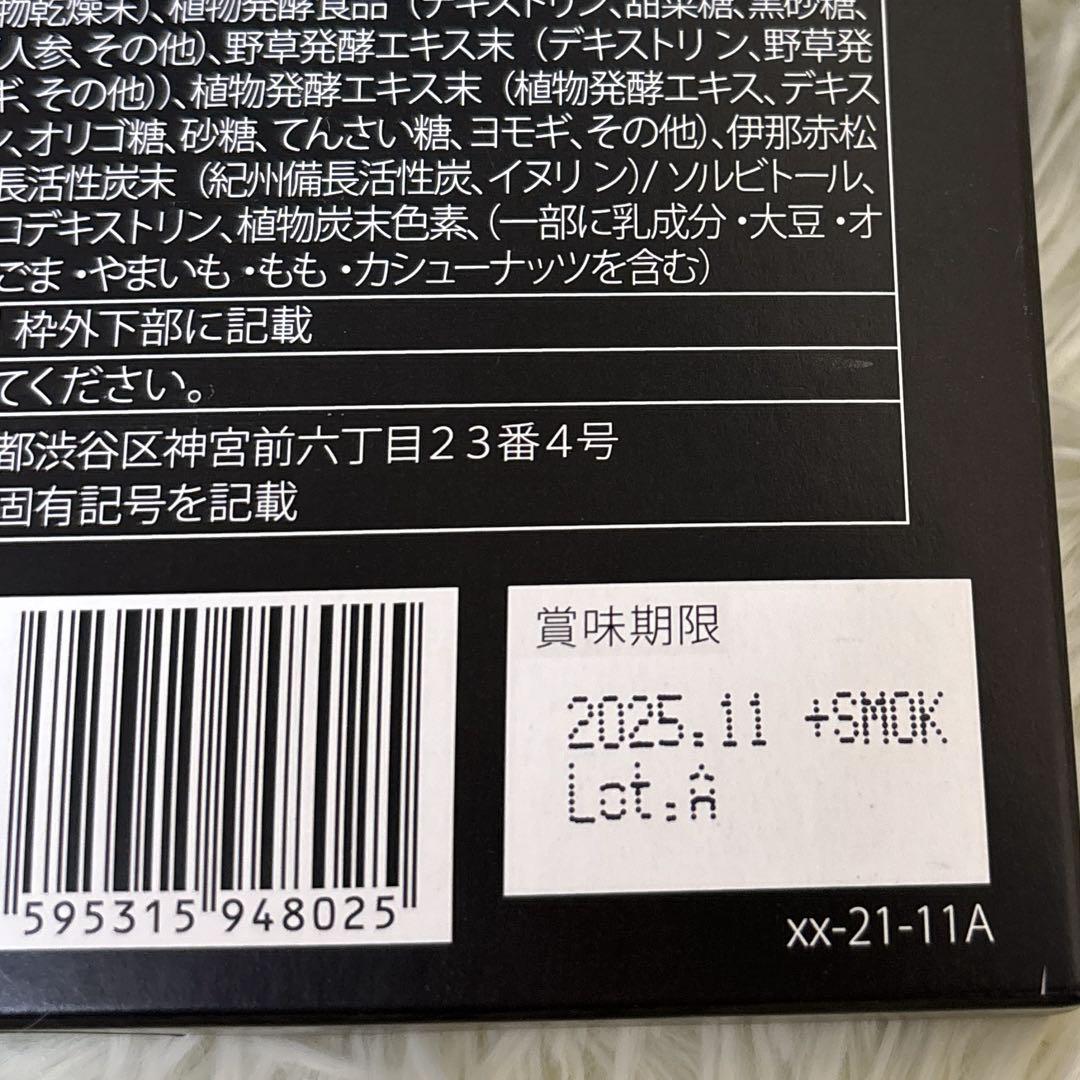 物乾燥末)、植物発酵食品(デキストリン、甜菜糖、黒砂糖、
人参、その他)、野草発酵エキス末(デキストリン、野草発
ギ、その他))、植物発酵エキス末(植物発酵エキス、デキス
ン、オリゴ糖、砂糖、てんさい糖、ヨモギ、その他)、伊那赤松
長活性炭末(紀州備長活性炭、イヌリン)/ソルビトール、
コデキストリン、植物炭末色素、(一部に乳成分・大豆・オ
ごま・やまいも・もも・カシューナッツを含む)
枠外下部に記載
てください。
都渋谷区神宮前六丁目23番4号
固有記号を記載
賞味期限
2025.11 +SMOK
Lot.A
595315 948025
xx-21-11A